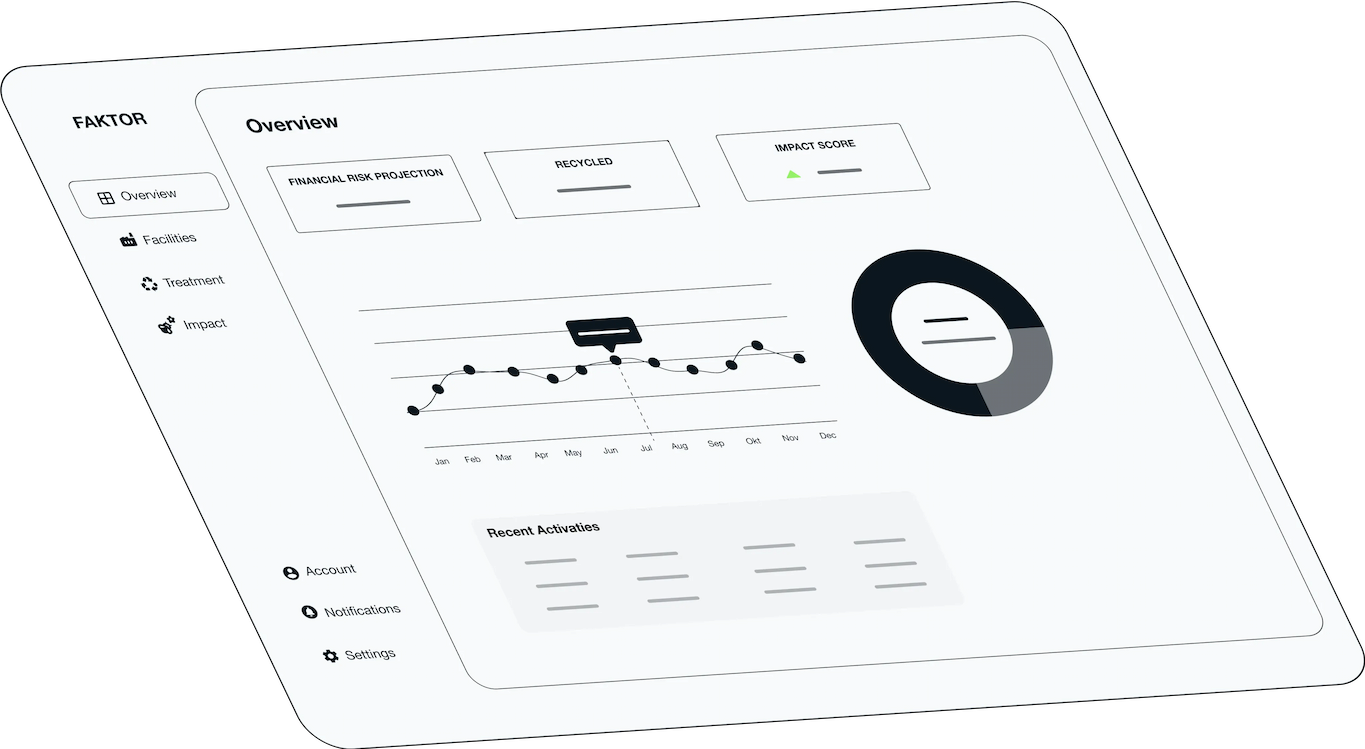 FAKTOR
Overview
Facilities
Treatment
Impact
Account
Notifications
Settings
Overview
FINANCIAL RISK PROJECTION
RECYCLED
IMPACT SCORE
Jan Feb Mar Apr May Jun Jul Aug Sep Okt Nov Dec
Recent Activaties